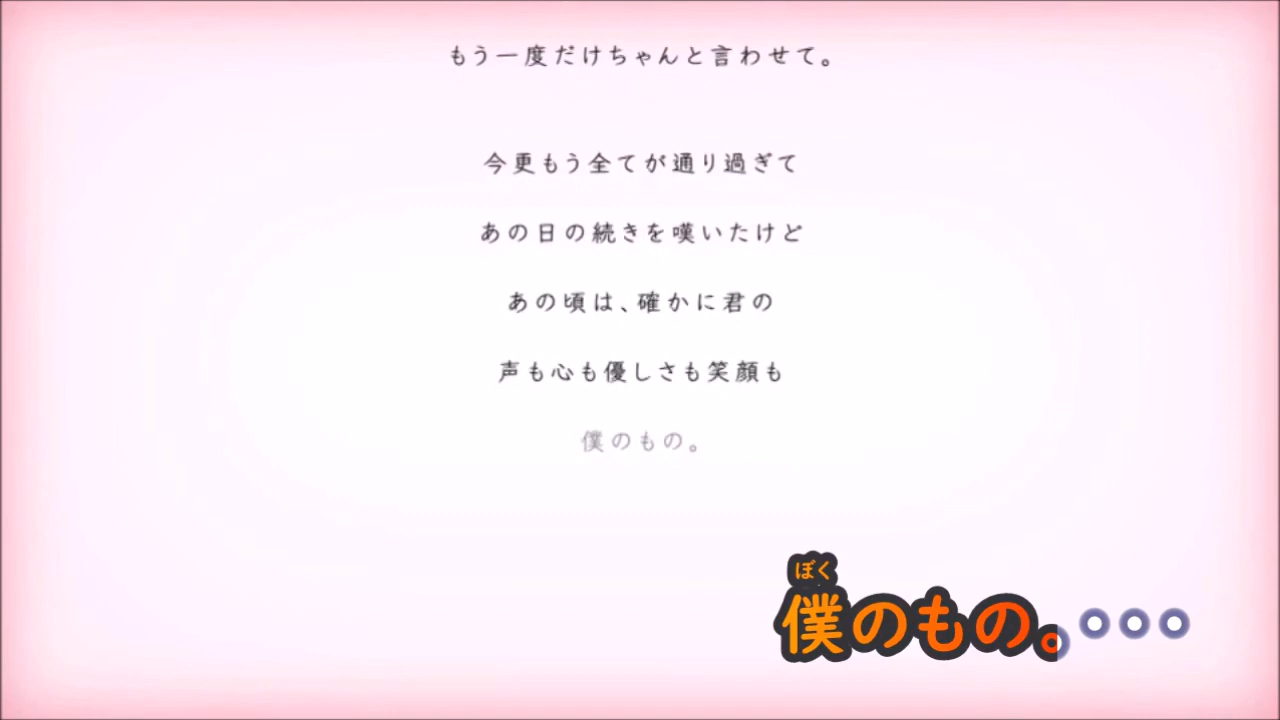 もう一度だけちゃんと言わせて。
今更もう全てが通り過ぎて
あの日の続きを嘆いたけど
あの頃は、確かに君の
声も心も優しさも笑顔も
僕のもの。
ぼく
僕のもの。